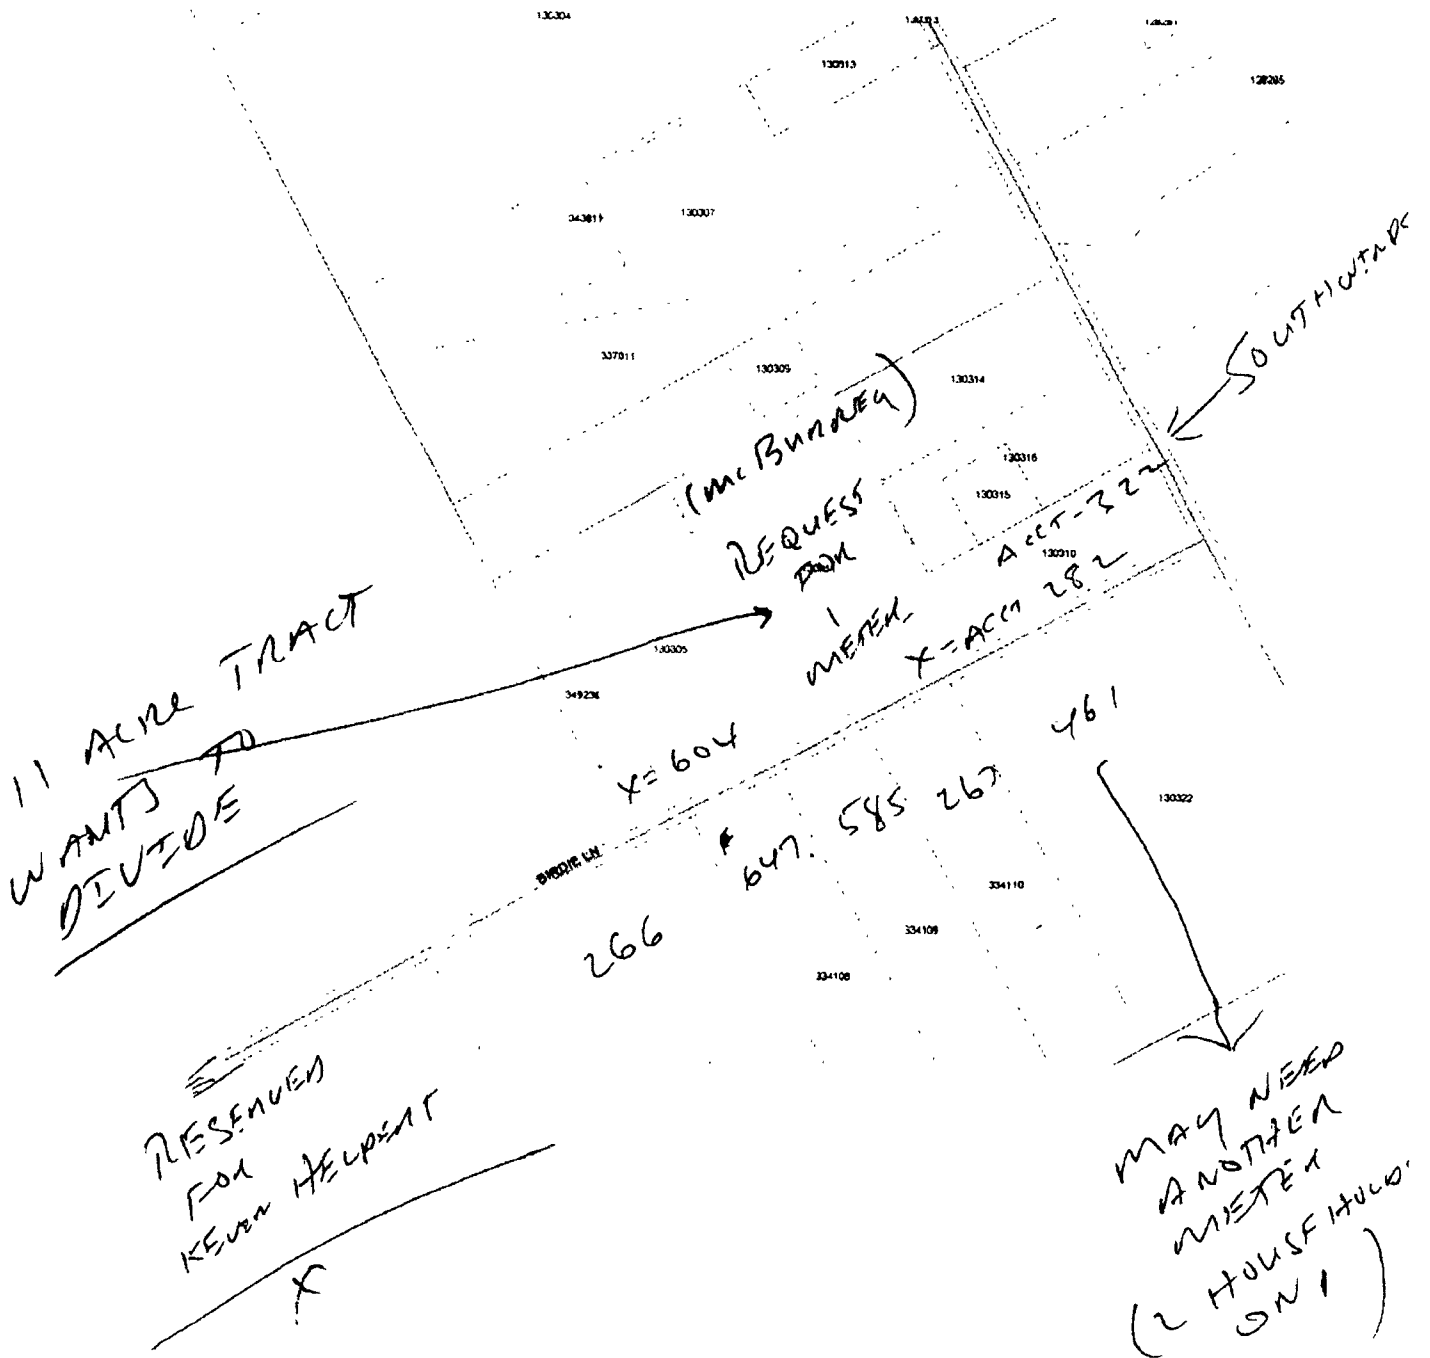 130304
130313
343811
130307
337011
130309
130314
SOUTHWIND
(McBURNEY)
130316
130315
REQUEST
FOR
1
METER
ACCT-322
130310
X=ACCT 282
11 ACRE TRACT
WANTS TO
DIVIDE
130305
349236
X=604
BIRDIE LN
266
647.
585
267
461
130322
334110
334109
334108
RESERVED
FOR
KEVIN HELPERT
X
MAY NEED
ANOTHER
METER
(2 HOUSEHOLD
ON 1)